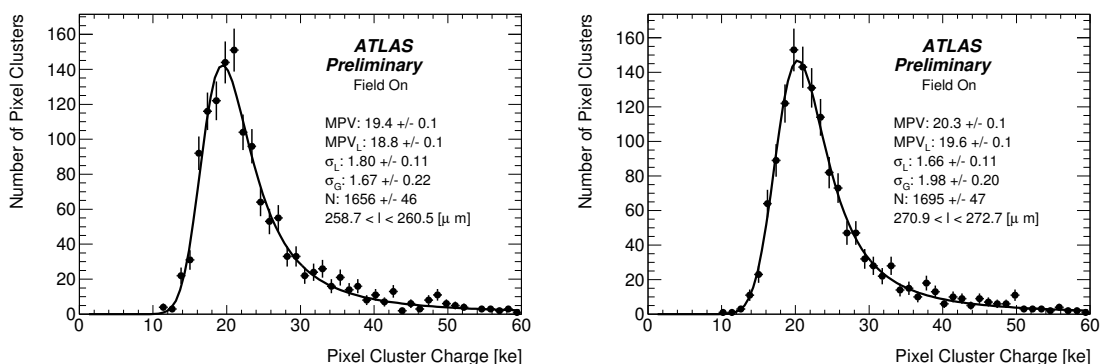 Number of Pixel Clusters
160
140
120
100
80
60
40
20
0
ATLAS
Preliminary
Field On
MPV: 19.4 +/- 0.1
MPV_L: 18.8 +/- 0.1
σ_L: 1.80 +/- 0.11
σ_G: 1.67 +/- 0.22
N: 1656 +/- 46
258.7 < l < 260.5 [μ m]
0 10 20 30 40 50 60
Pixel Cluster Charge [ke]
Number of Pixel Clusters
160
140
120
100
80
60
40
20
0
ATLAS
Preliminary
Field On
MPV: 20.3 +/- 0.1
MPV_L: 19.6 +/- 0.1
σ_L: 1.66 +/- 0.11
σ_G: 1.98 +/- 0.20
N: 1695 +/- 47
270.9 < l < 272.7 [μ m]
0 10 20 30 40 50 60
Pixel Cluster Charge [ke]